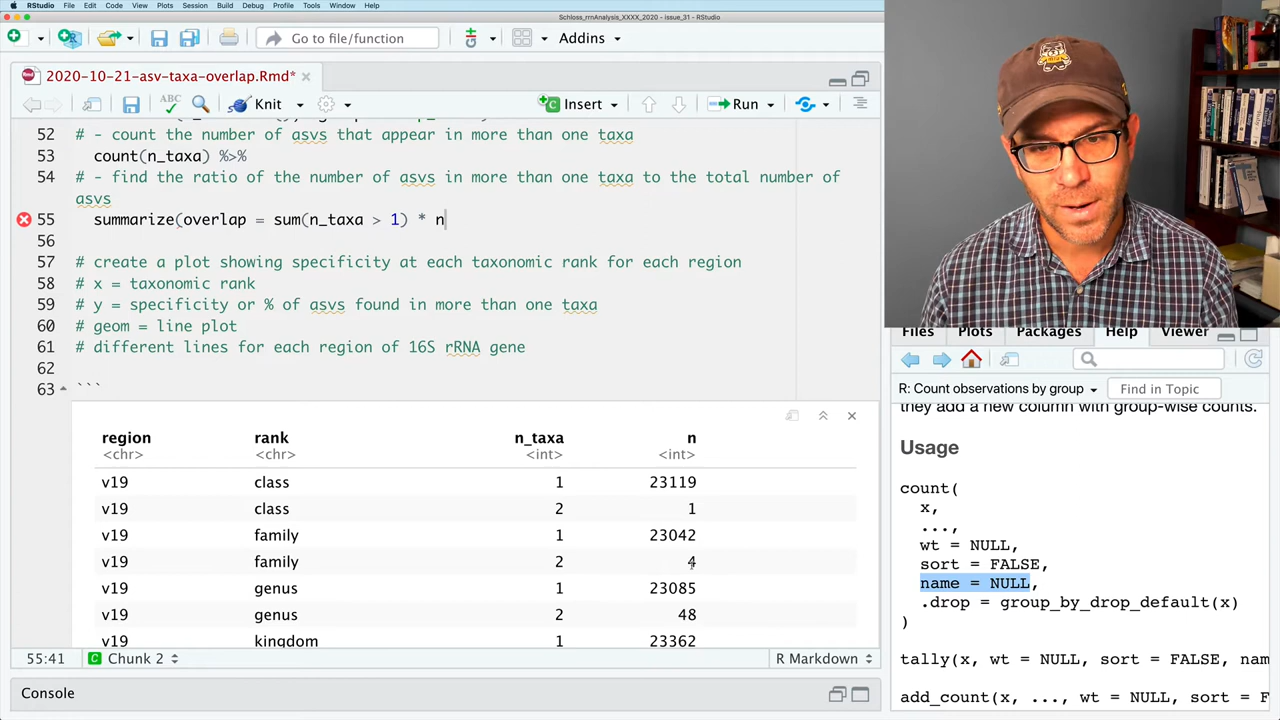 RStudio File Edit Code View Plots Session Build Debug Profile Tools Window Help
Schloss_rrnAnalysis_XXXX_2020 - issue_31 - RStudio
Go to file/function Addins
2020-10-21-asv-taxa-overlap.Rmd*
ABC Knit Insert Run
52 # - count the number of asvs that appear in more than one taxa
53 count(n_taxa) %>%
54 # - find the ratio of the number of asvs in more than one taxa to the total number of
asvs
55 summarize(overlap = sum(n_taxa > 1) * n
56
57 # create a plot showing specificity at each taxonomic rank for each region
58 # x = taxonomic rank
59 # y = specificity or % of asvs found in more than one taxa
60 # geom = line plot
61 # different lines for each region of 16S rRNA gene
62
63 ```
region rank n_taxa n
<chr> <chr> <int> <int>
v19 class 1 23119
v19 class 2 1
v19 family 1 23042
v19 family 2 4
v19 genus 1 23085
v19 genus 2 48
v19 kingdom 1 23362
55:41 Chunk 2 R Markdown
Console
Files Plots Packages Help Viewer
R: Count observations by group Find in Topic
they add a new column with group-wise counts.
Usage
count(
x,
...,
wt = NULL,
sort = FALSE,
name = NULL,
.drop = group_by_drop_default(x)
)
tally(x, wt = NULL, sort = FALSE, nam
add_count(x, ..., wt = NULL, sort = F